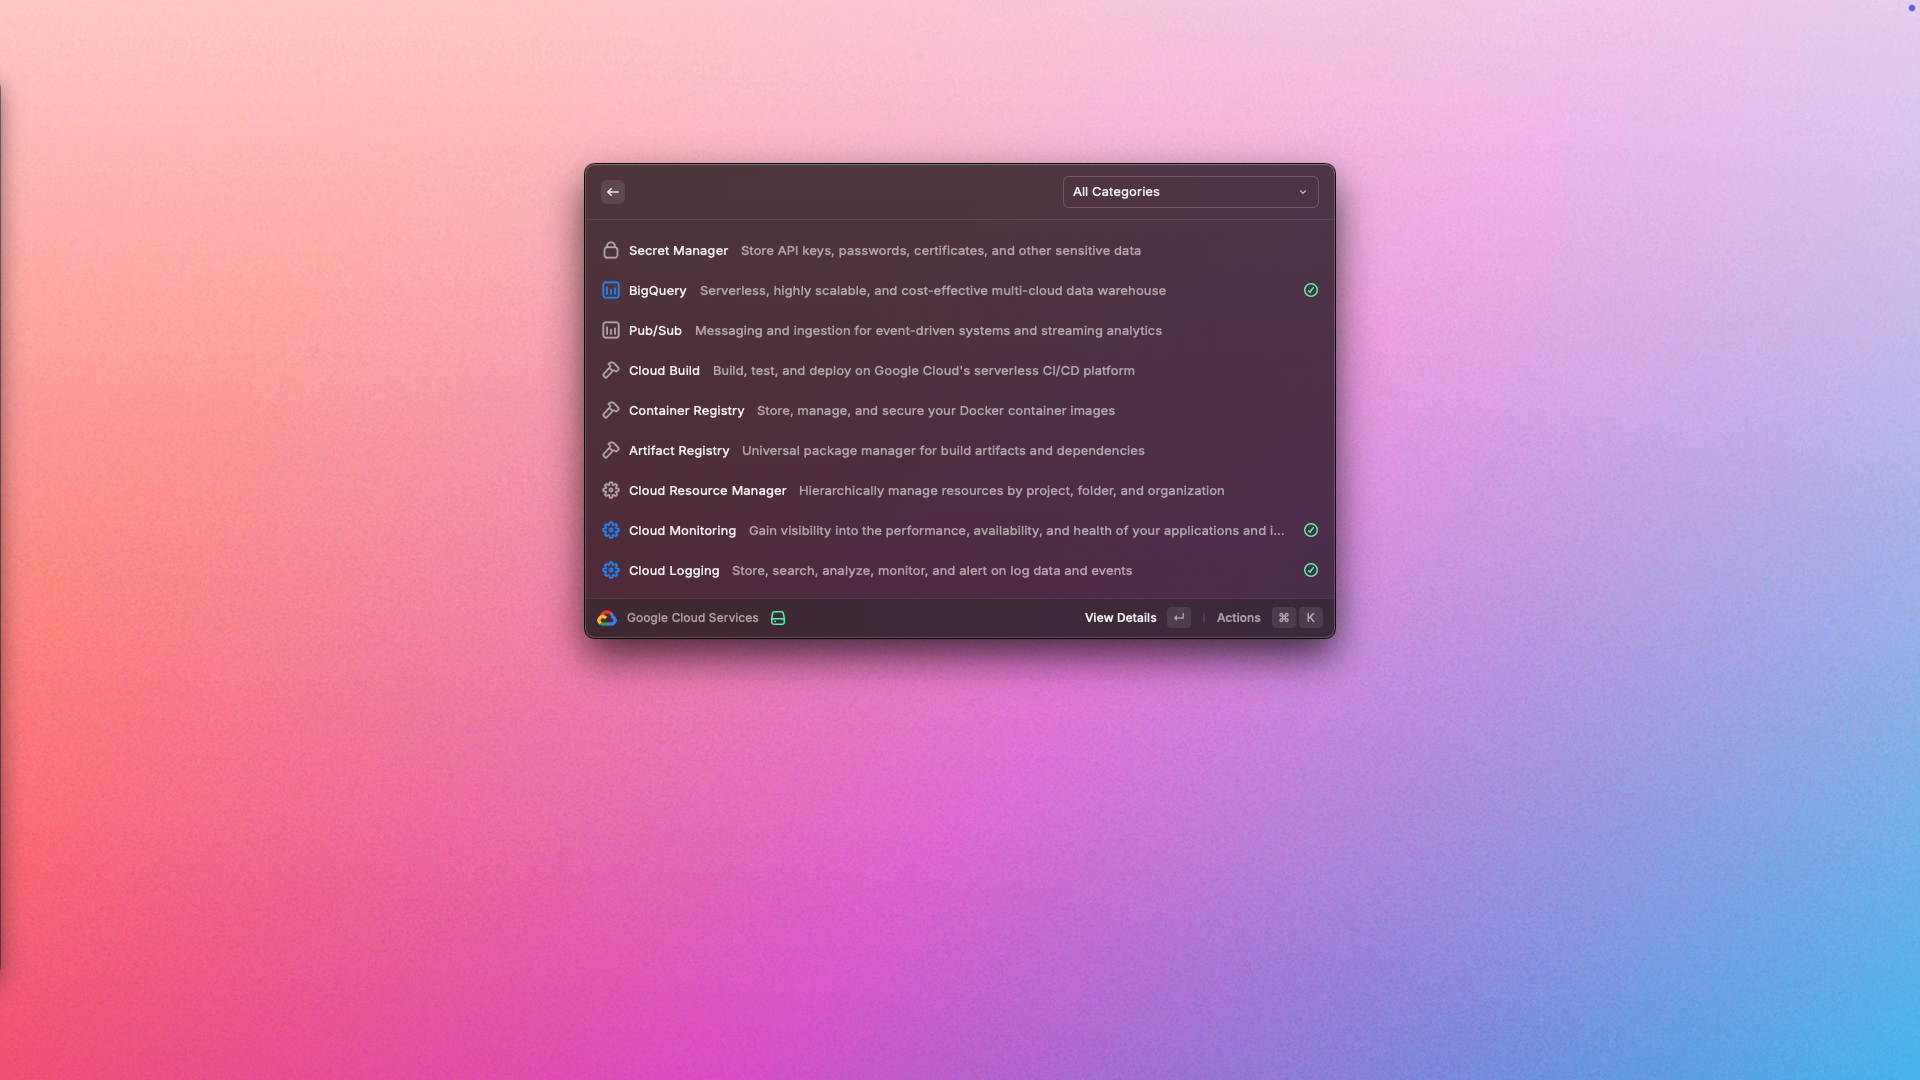 All Categories
Secret Manager Store API keys, passwords, certificates, and other sensitive data
BigQuery Serverless, highly scalable, and cost-effective multi-cloud data warehouse
Pub/Sub Messaging and ingestion for event-driven systems and streaming analytics
Cloud Build Build, test, and deploy on Google Cloud's serverless CI/CD platform
Container Registry Store, manage, and secure your Docker container images
Artifact Registry Universal package manager for build artifacts and dependencies
Cloud Resource Manager Hierarchically manage resources by project, folder, and organization
Cloud Monitoring Gain visibility into the performance, availability, and health of your applications and i...
Cloud Logging Store, search, analyze, monitor, and alert on log data and events
Google Cloud Services View Details ↵ Actions ⌘ K